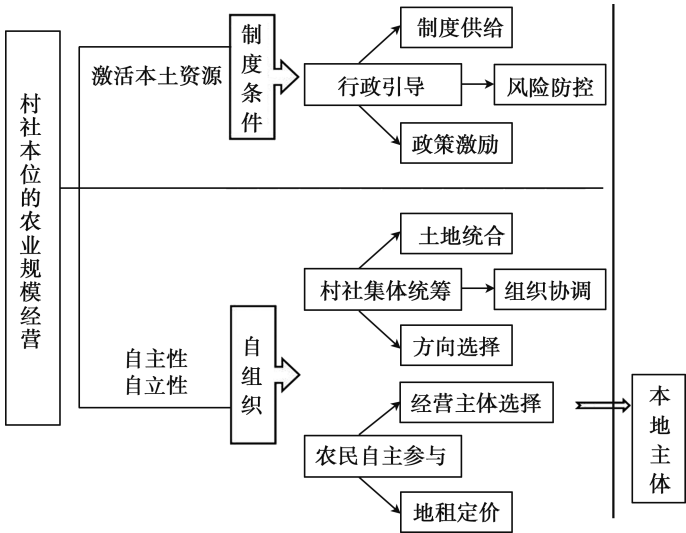 村社本位的农业规模经营
激活本土资源
制度条件
制度供给
行政引导
风险防控
政策激励
自主性
自立性
自组织
土地统合
村社集体统筹
组织协调
方向选择
经营主体选择
农民自主参与
地租定价
本地主体